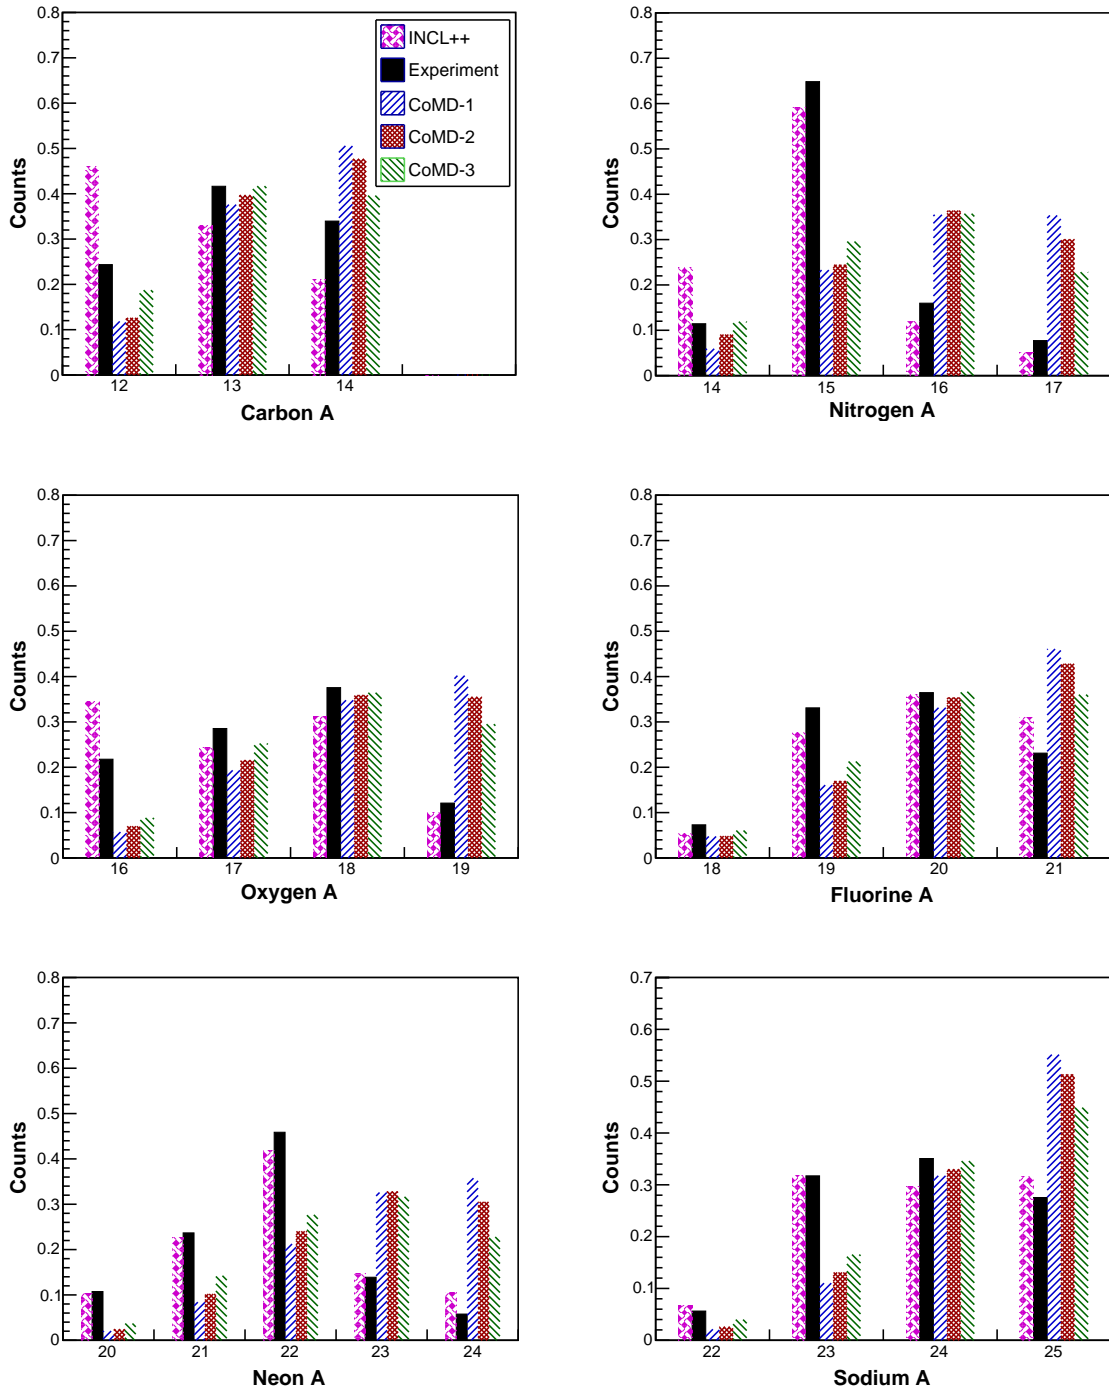 0.8
0.7
0.6
0.5
0.4
0.3
0.2
0.1
0
Counts
12 13 14
Carbon A
INCL++
Experiment
CoMD-1
CoMD-2
CoMD-3
0.8
0.7
0.6
0.5
0.4
0.3
0.2
0.1
0
Counts
14 15 16 17
Nitrogen A
0.8
0.7
0.6
0.5
0.4
0.3
0.2
0.1
0
Counts
16 17 18 19
Oxygen A
0.8
0.7
0.6
0.5
0.4
0.3
0.2
0.1
0
Counts
18 19 20 21
Fluorine A
0.8
0.7
0.6
0.5
0.4
0.3
0.2
0.1
0
Counts
20 21 22 23 24
Neon A
0.7
0.6
0.5
0.4
0.3
0.2
0.1
0
Counts
22 23 24 25
Sodium A